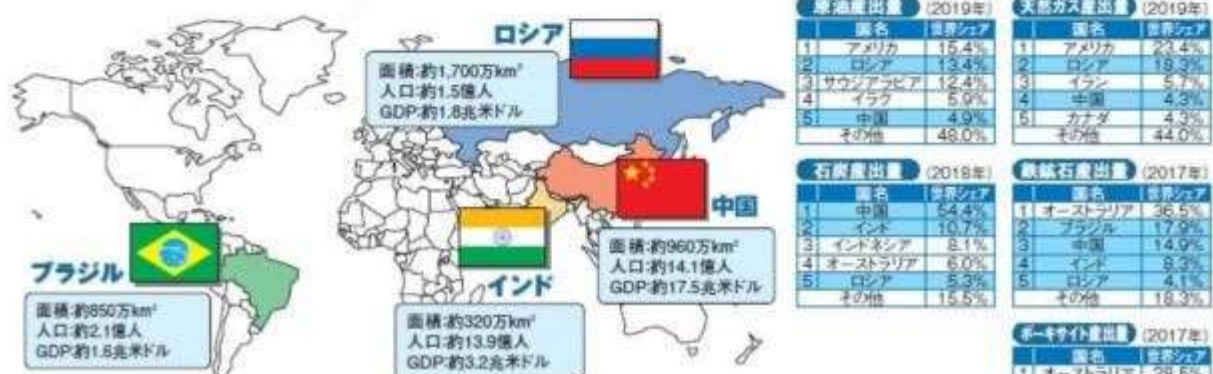 ロシア
面積:約1,700万km²
人口:約1.5億人
GDP:約1.8兆米ドル
中国
面積:約960万km²
人口:約14.1億人
GDP:約17.5兆米ドル
インド
面積:約320万km²
人口:約13.9億人
GDP:約3.2兆米ドル
ブラジル
面積:約850万km²
人口:約2.1億人
GDP:約1.6兆米ドル
原油産出量 (2019年)
国名 世界シェア
1 アメリカ 15.4%
2 ロシア 13.4%
3 サウジアラビア 12.4%
4 イラク 5.9%
5 中国 4.9%
その他 48.0%
天然ガス産出量 (2019年)
国名 世界シェア
1 アメリカ 23.4%
2 ロシア 18.3%
3 イラン 5.7%
4 中国 4.3%
5 カナダ 4.3%
その他 44.0%
石炭産出量 (2018年)
国名 世界シェア
1 中国 54.4%
2 インド 10.7%
3 インドネシア 8.1%
4 オーストラリア 6.0%
5 ロシア 5.3%
その他 15.5%
鉄鉱石産出量 (2017年)
国名 世界シェア
1 オーストラリア 36.5%
2 ブラジル 17.9%
3 中国 14.9%
4 インド 8.3%
5 ロシア 4.1%
その他 18.3%
ボーキサイト産出量 (2017年)
国名 世界シェア
1 オーストラリア 28.5%